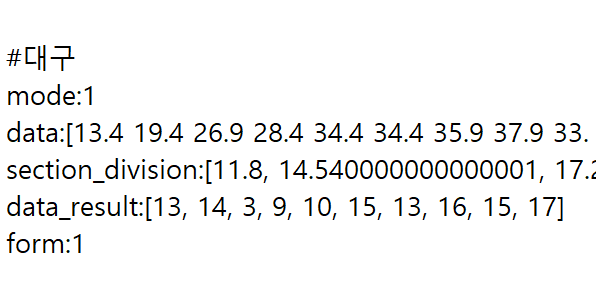 #대구
mode:1
data:[13.4 19.4 26.9 28.4 34.4 34.4 35.9 37.9 33.
section_division:[11.8, 14.540000000000001, 17.2
data_result:[13, 14, 3, 9, 10, 15, 13, 16, 15, 17]
form:1